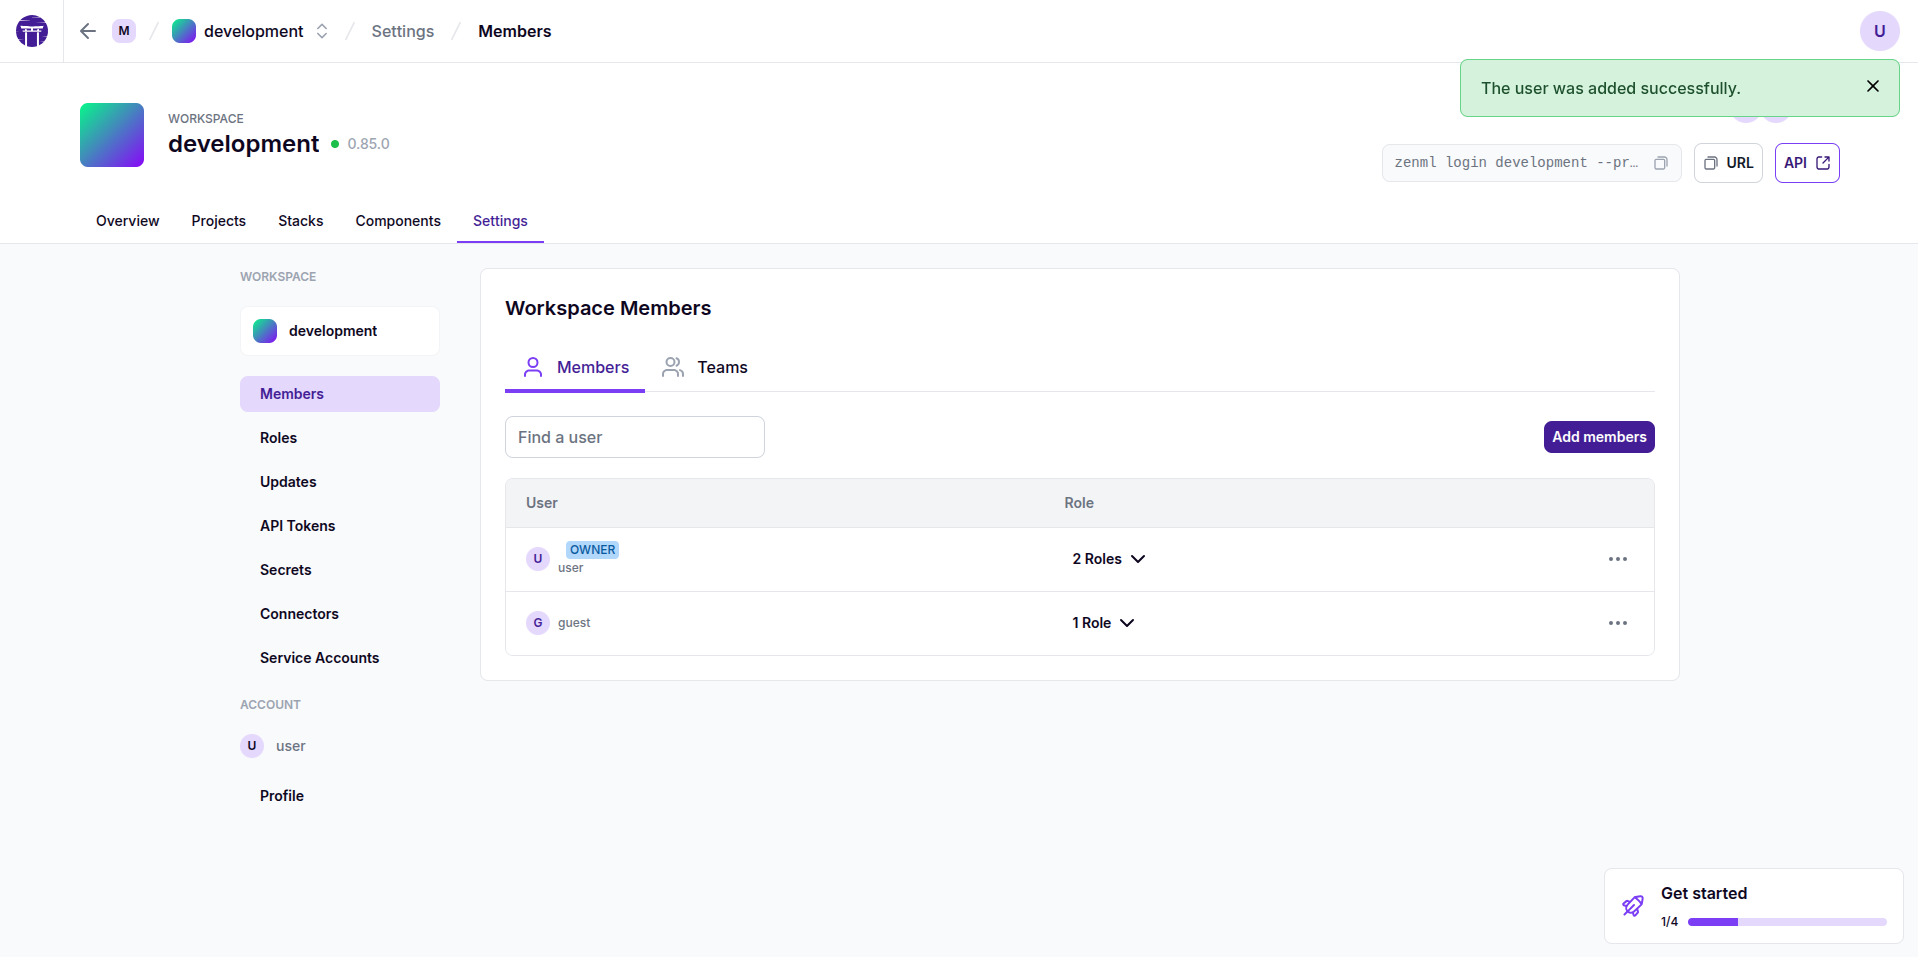 M / development / Settings / Members
U
The user was added successfully.
WORKSPACE
development 0.85.0
zenml login development --pr…
URL
API
Overview Projects Stacks Components Settings
WORKSPACE
development
Members
Roles
Updates
API Tokens
Secrets
Connectors
Service Accounts
ACCOUNT
U user
Profile
Workspace Members
Members Teams
Find a user
Add members
User Role
U OWNER
user
2 Roles
G guest 1 Role
Get started
1/4